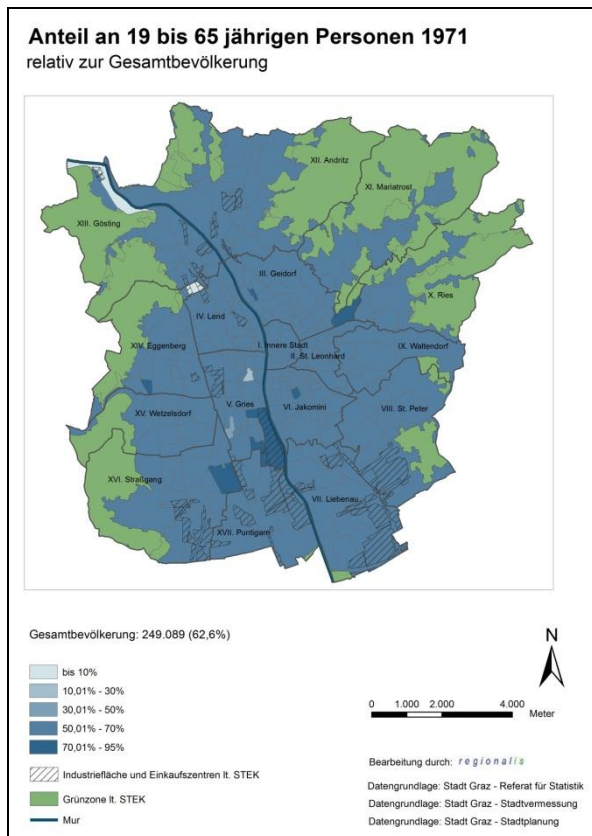 Anteil an 19 bis 65 jährigen Personen 1971
relativ zur Gesamtbevölkerung
XII. Andritz
XI. Mariatrost
XIII. Gösting
III. Geidorf
X. Ries
IV. Lend
I. Innere Stadt
IX. Waltendorf
XIV. Eggenberg
II. St. Leonhard
V. Gries
VI. Jakomini
VIII. St. Peter
XV. Wetzelsdorf
XVI. Straßgang
VII. Liebenau
XVII. Puntigam
Gesamtbevölkerung: 249.089 (62,6%)
bis 10%
10,01% - 30%
30,01% - 50%
50,01% - 70%
70,01% - 95%
Industriefläche und Einkaufszentren lt. STEK
Grünzone lt. STEK
Mur
N
0 1.000 2.000 4.000
Meter
Bearbeitung durch: regionalis
Datengrundlage: Stadt Graz - Referat für Statistik
Datengrundlage: Stadt Graz - Stadtvermessung
Datengrundlage: Stadt Graz - Stadtplanung